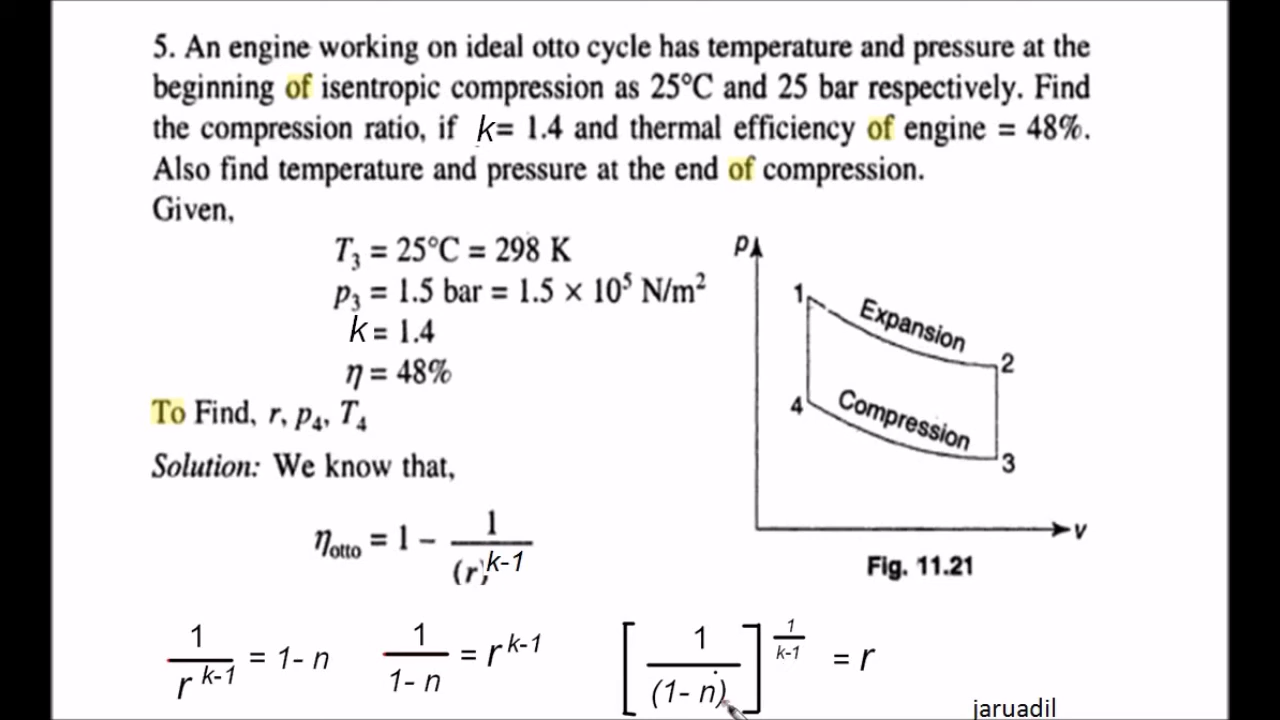 5. An engine working on ideal otto cycle has temperature and pressure at the
beginning of isentropic compression as 25°C and 25 bar respectively. Find
the compression ratio, if k= 1.4 and thermal efficiency of engine = 48%.
Also find temperature and pressure at the end of compression.
Given,
T₃ = 25°C = 298 K
p₃ = 1.5 bar = 1.5 × 10⁵ N/m²
k = 1.4
η = 48%
To Find, r, p₄, T₄
Solution: We know that,
η_otto = 1 − 1/(r)^k-1
1/r^k-1 = 1- n
1/1- n = r^k-1
[1/(1- n)]^1/k-1 = r
P
1
Expansion
2
4
Compression
3
v
Fig. 11.21
jaruadil